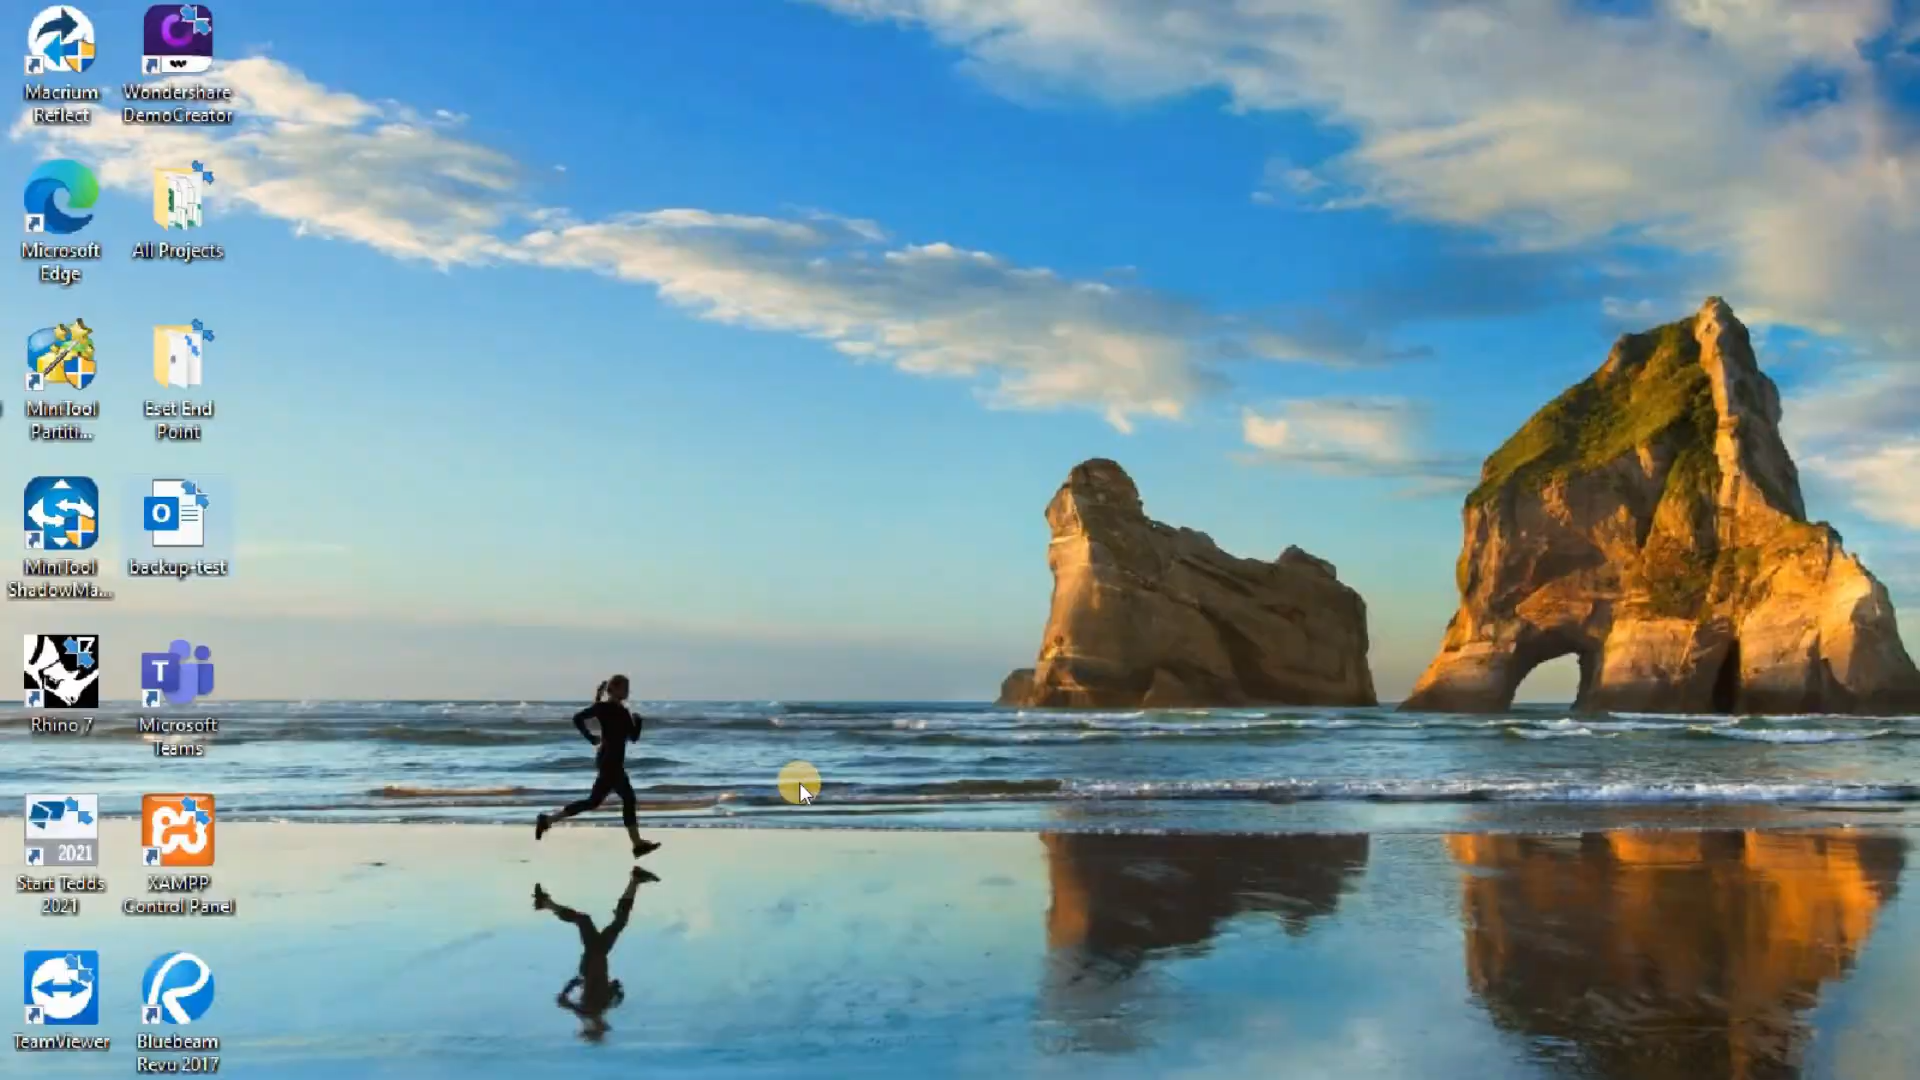 Macrium
Reflect
Wondershare
DemoCreator
Microsoft
Edge
All Projects
MiniTool
Partiti...
Eset End
Point
MiniTool
ShadowMa...
O
backup-test
7
Rhino 7
T
Microsoft
Teams
2021
Start Tedds
2021
XAMPP
Control Panel
TeamViewer
Bluebeam
Revu 2017